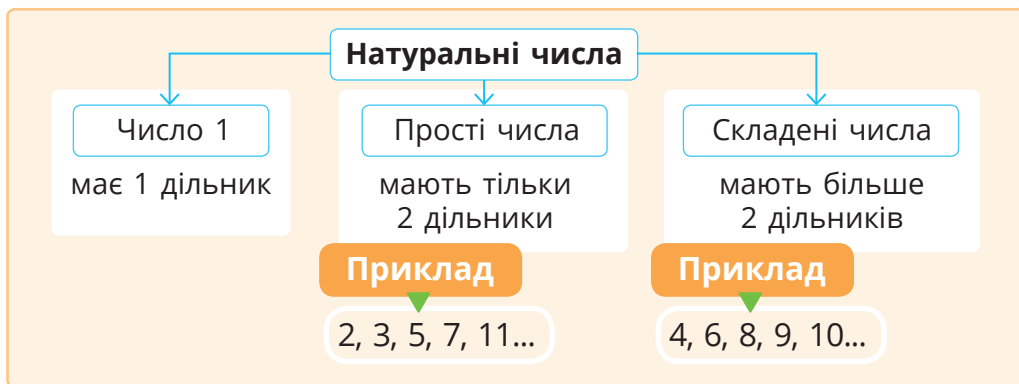 Натуральні числа
Число 1
має 1 дільник
Прості числа
мають тільки
2 дільники
Приклад
2, 3, 5, 7, 11...
Складені числа
мають більше
2 дільників
Приклад
4, 6, 8, 9, 10...